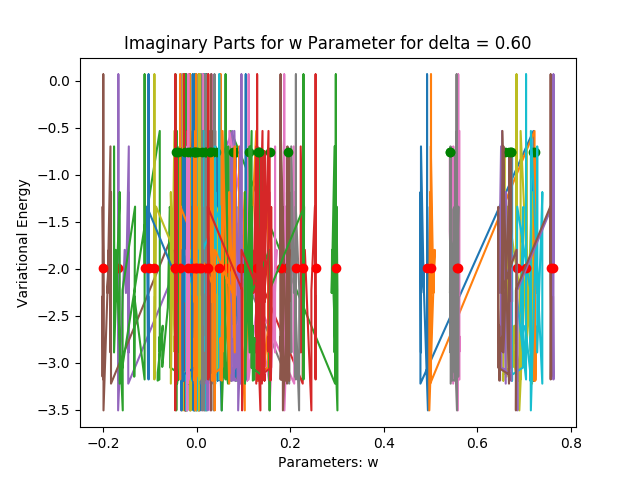 Imaginary Parts for w Parameter for delta = 0.60
0.0
−0.5
−1.0
−1.5
−2.0
−2.5
−3.0
−3.5
Variational Energy
−0.2 0.0 0.2 0.4 0.6 0.8
Parameters: w